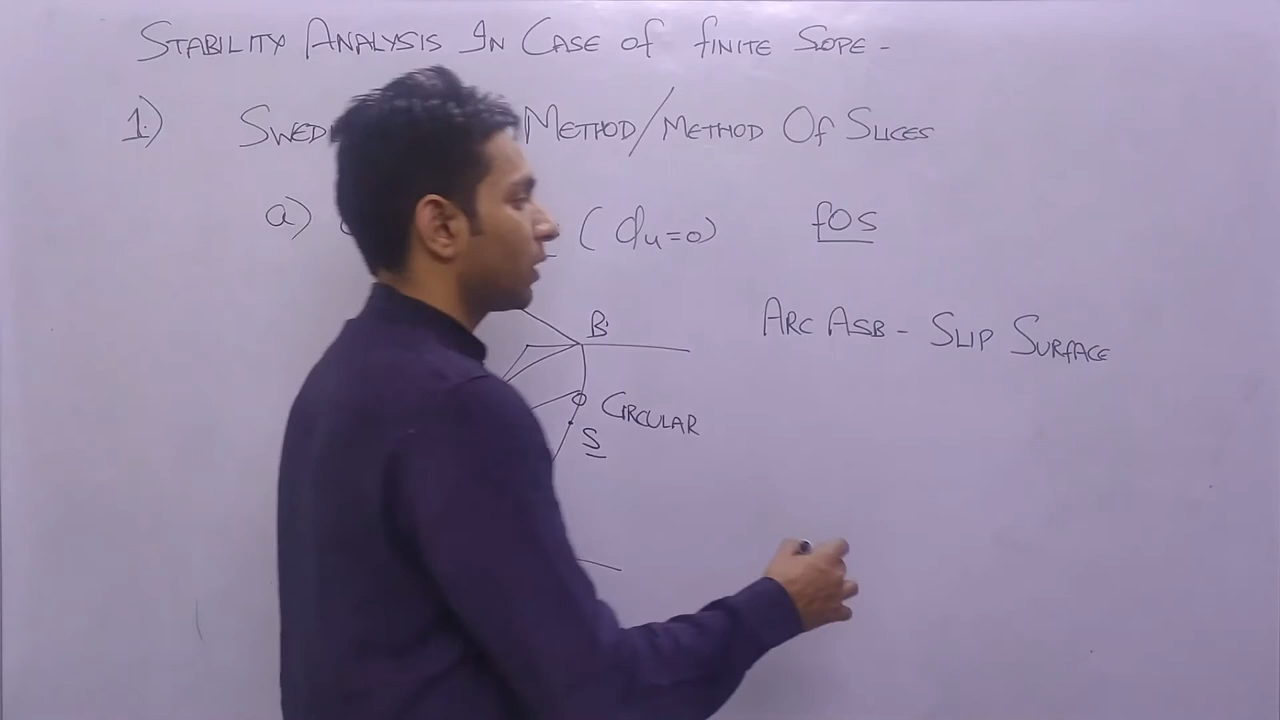 STABILITY ANALYSIS IN CASE OF FINITE SLOPE -
1.) SWED METHOD/METHOD OF SLICES
a) (ϕu=0) FOS
B
ARC ASB - SLIP SURFACE
CIRCULAR
S